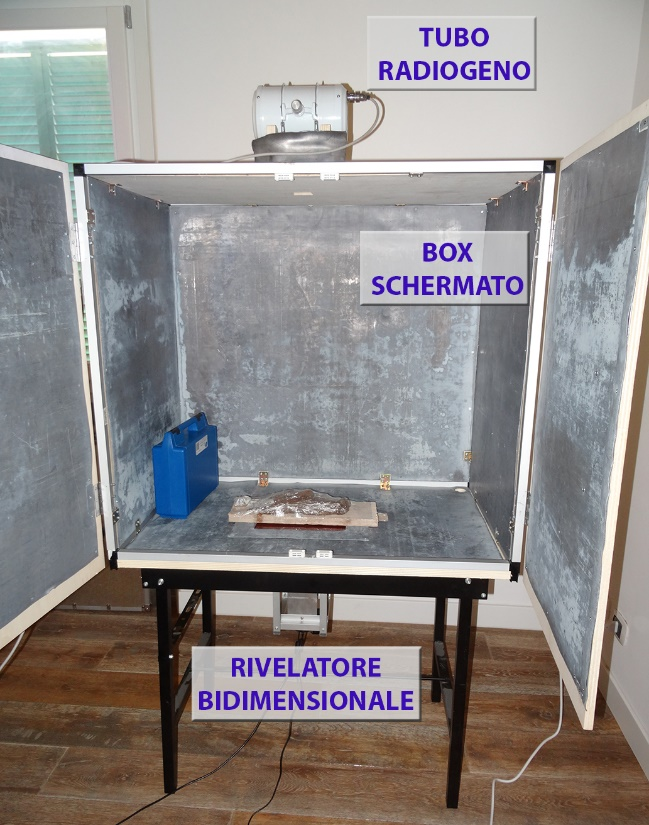 TUBO
RADIOGENO
BOX
SCHERMATO
RIVELATORE
BIDIMENSIONALE